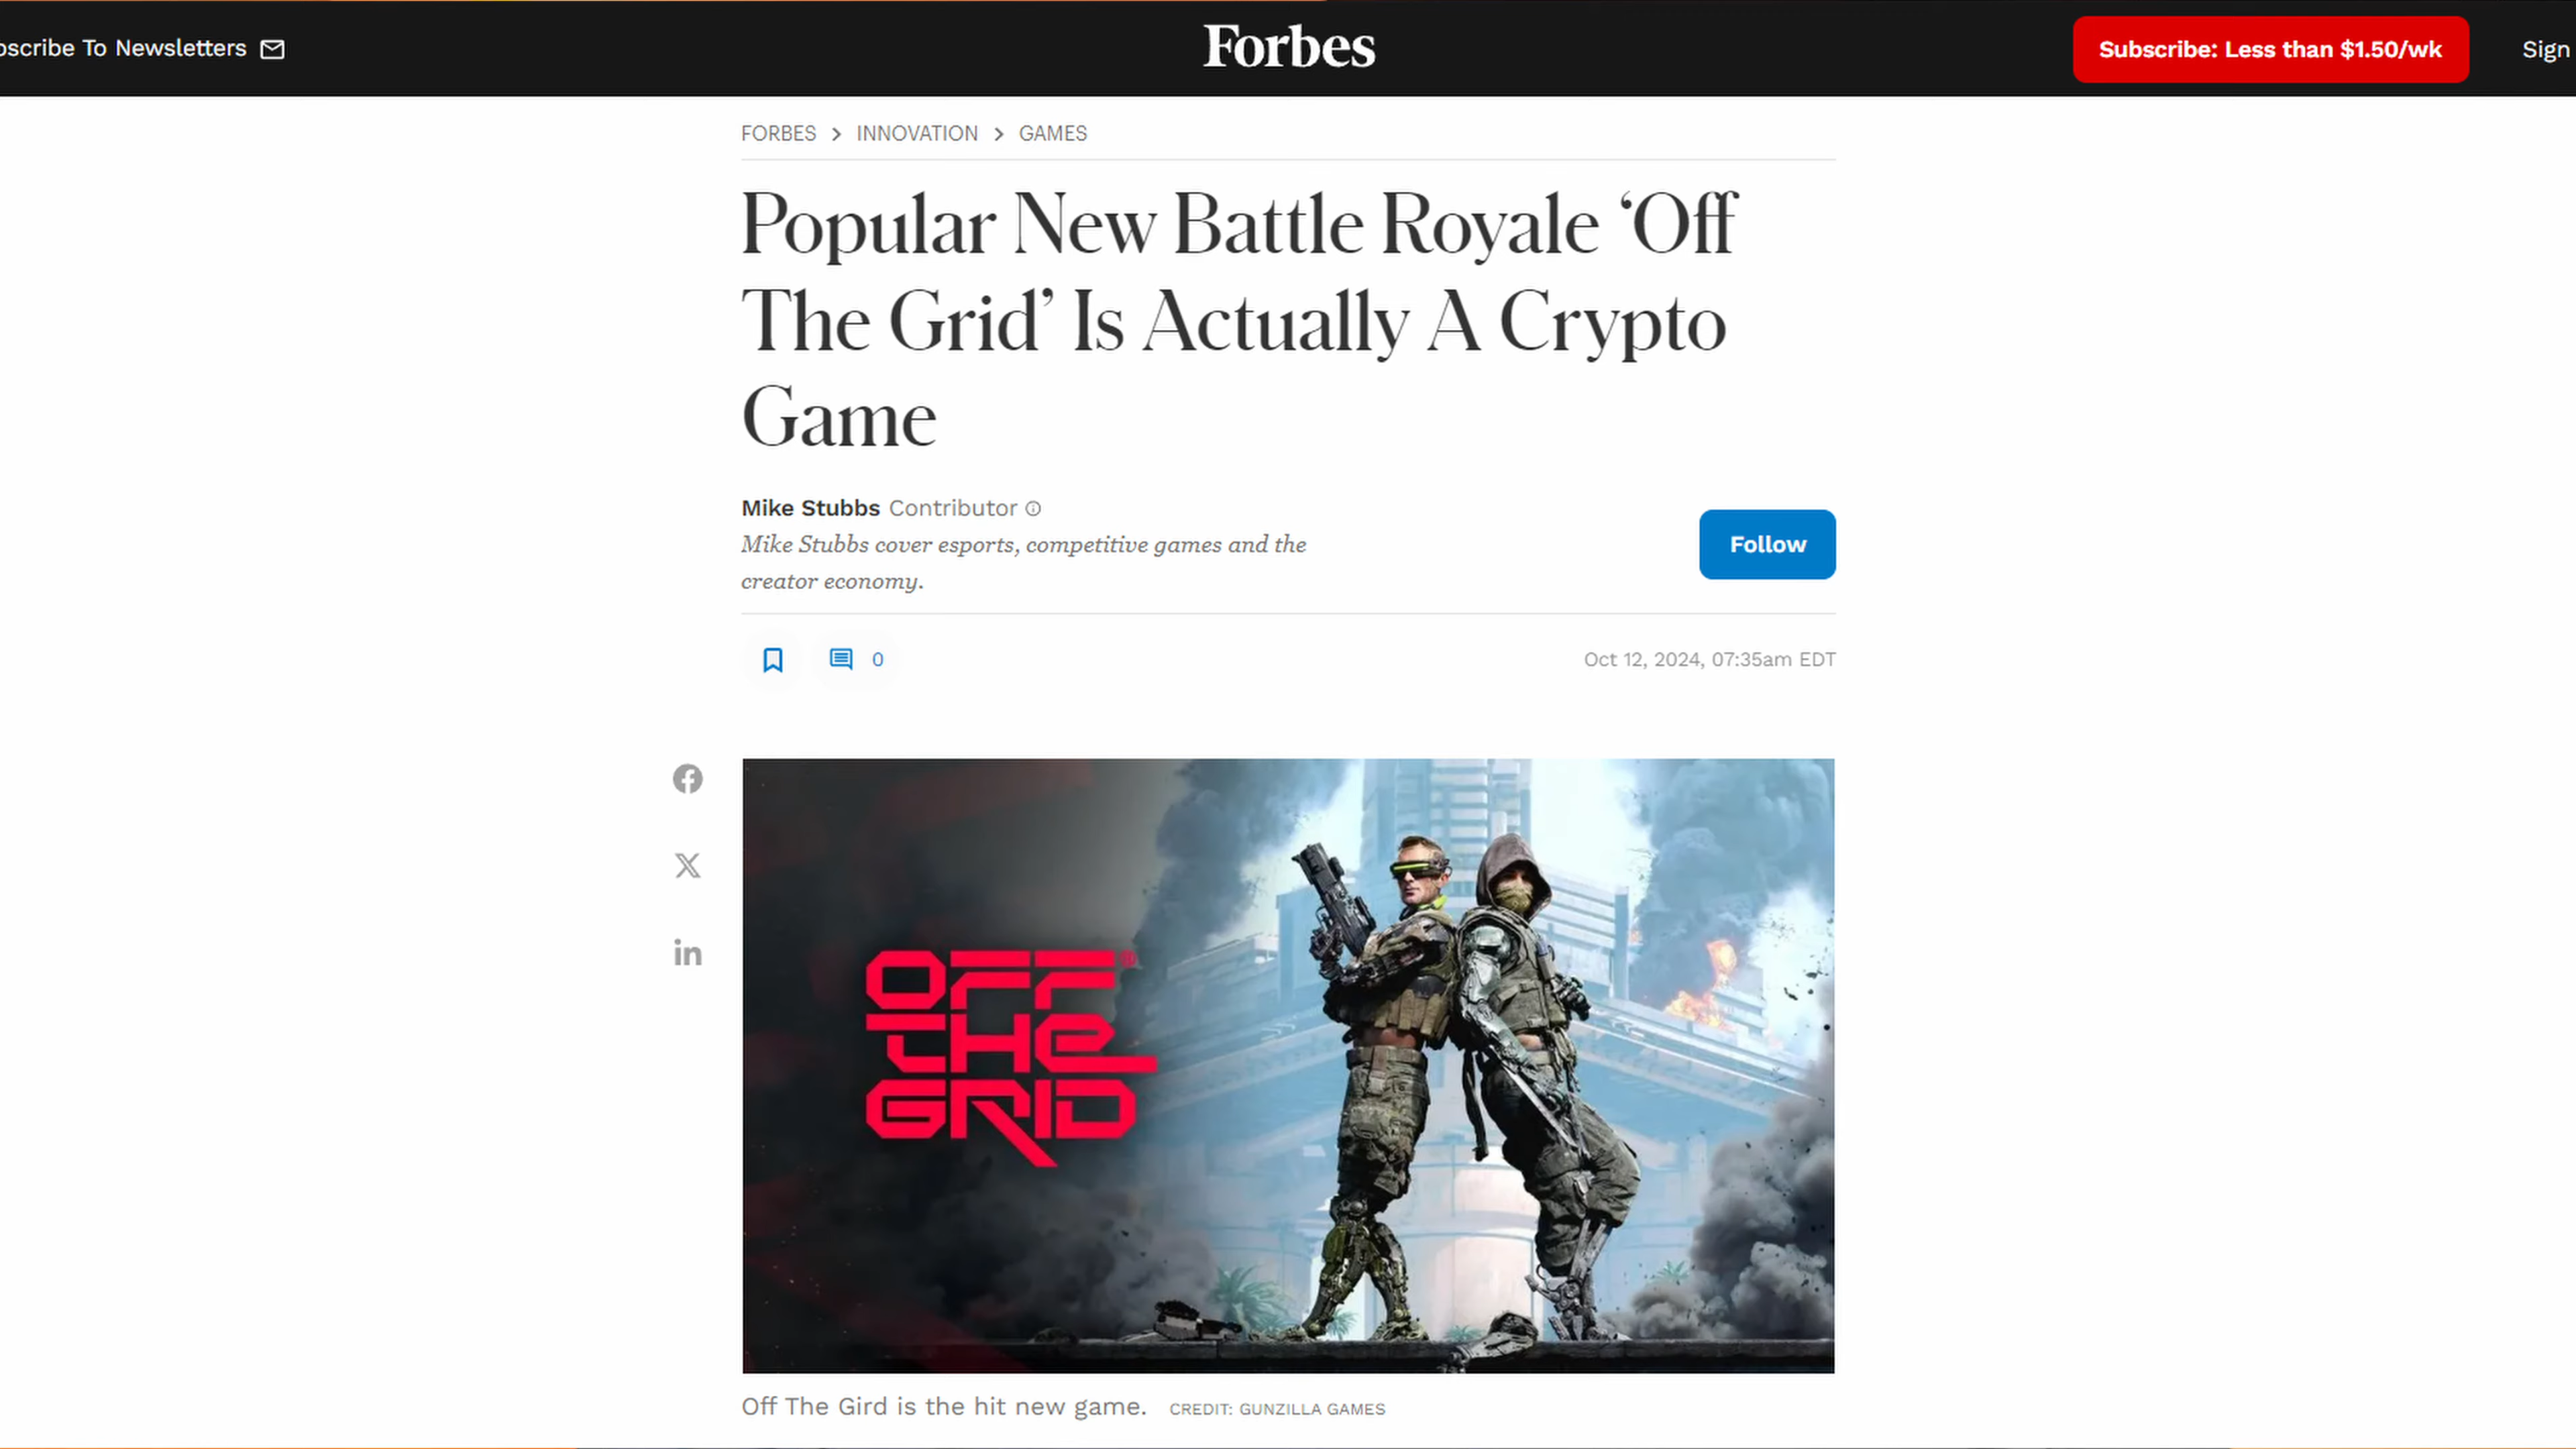 bscribe To Newsletters
Forbes
Subscribe: Less than $1.50/wk
Sign
FORBES > INNOVATION > GAMES
Popular New Battle Royale ‘Off
The Grid’ Is Actually A Crypto
Game
Mike Stubbs Contributor
Mike Stubbs cover esports, competitive games and the
creator economy.
Follow
0
Oct 12, 2024, 07:35am EDT
OFF
THE
GRID
Off The Gird is the hit new game. CREDIT: GUNZILLA GAMES